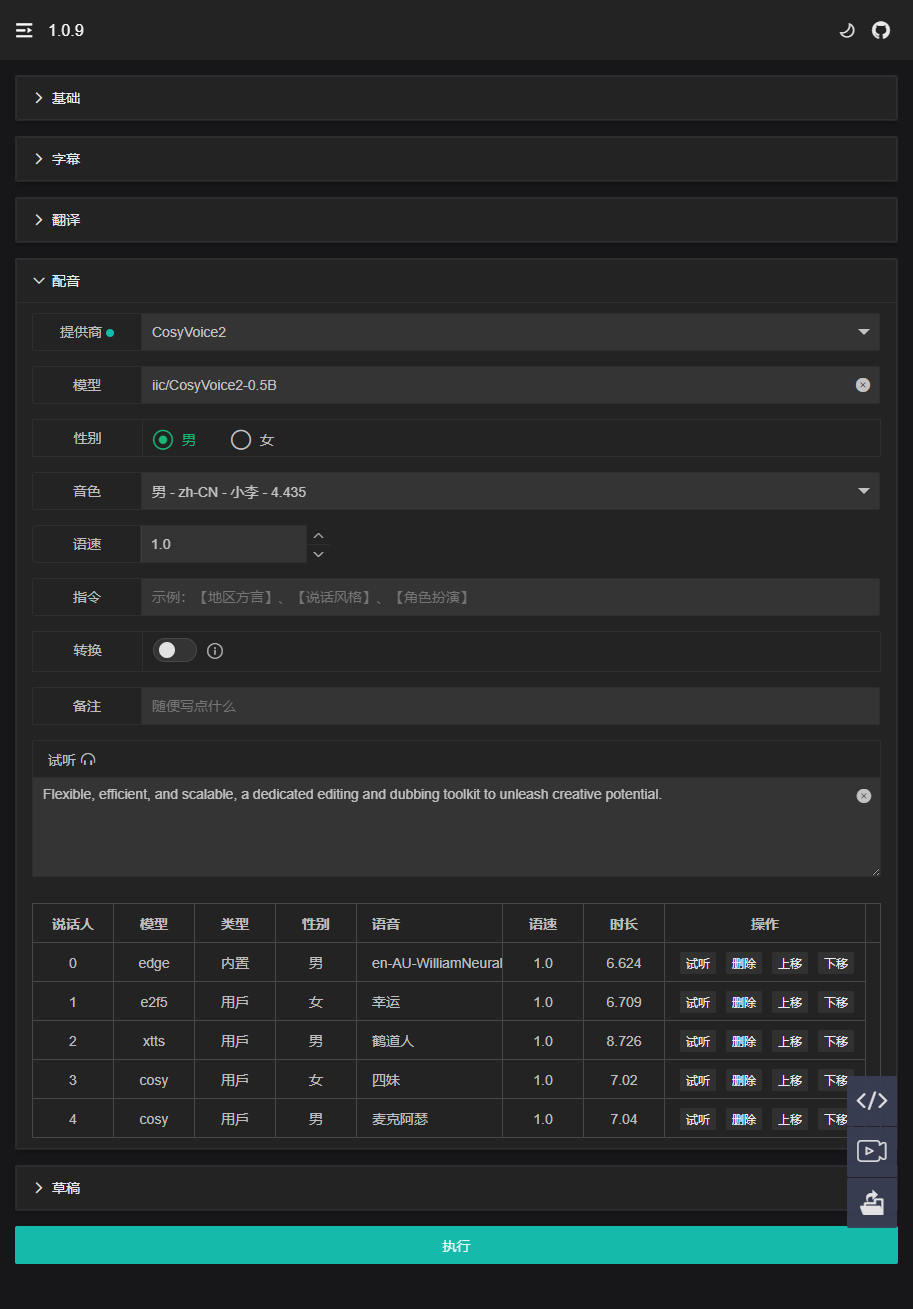 1.0.9
基础
字幕
翻译
配音
提供商 CosyVoice2
模型 iic/CosyVoice2-0.5B
性别 男 女
音色 男 - zh-CN - 小李 - 4.435
语速 1.0
指令 示例：【地区方言】、【说话风格】、【角色扮演】
转换
备注 随便写点什么
试听
Flexible, efficient, and scalable, a dedicated editing and dubbing toolkit to unleash creative potential.
说话人 模型 类型 性别 语音 语速 时长 操作
0 edge 内置 男 en-AU-WilliamNeural 1.0 6.624 试听 删除 上移 下移
1 e2f5 用戶 女 幸运 1.0 6.709 试听 删除 上移 下移
2 xtts 用戶 男 鹤道人 1.0 8.726 试听 删除 上移 下移
3 cosy 用戶 女 四妹 1.0 7.02 试听 删除 上移 下移
4 cosy 用戶 男 麦克阿瑟 1.0 7.04 试听 删除 上移 下移
草稿
执行